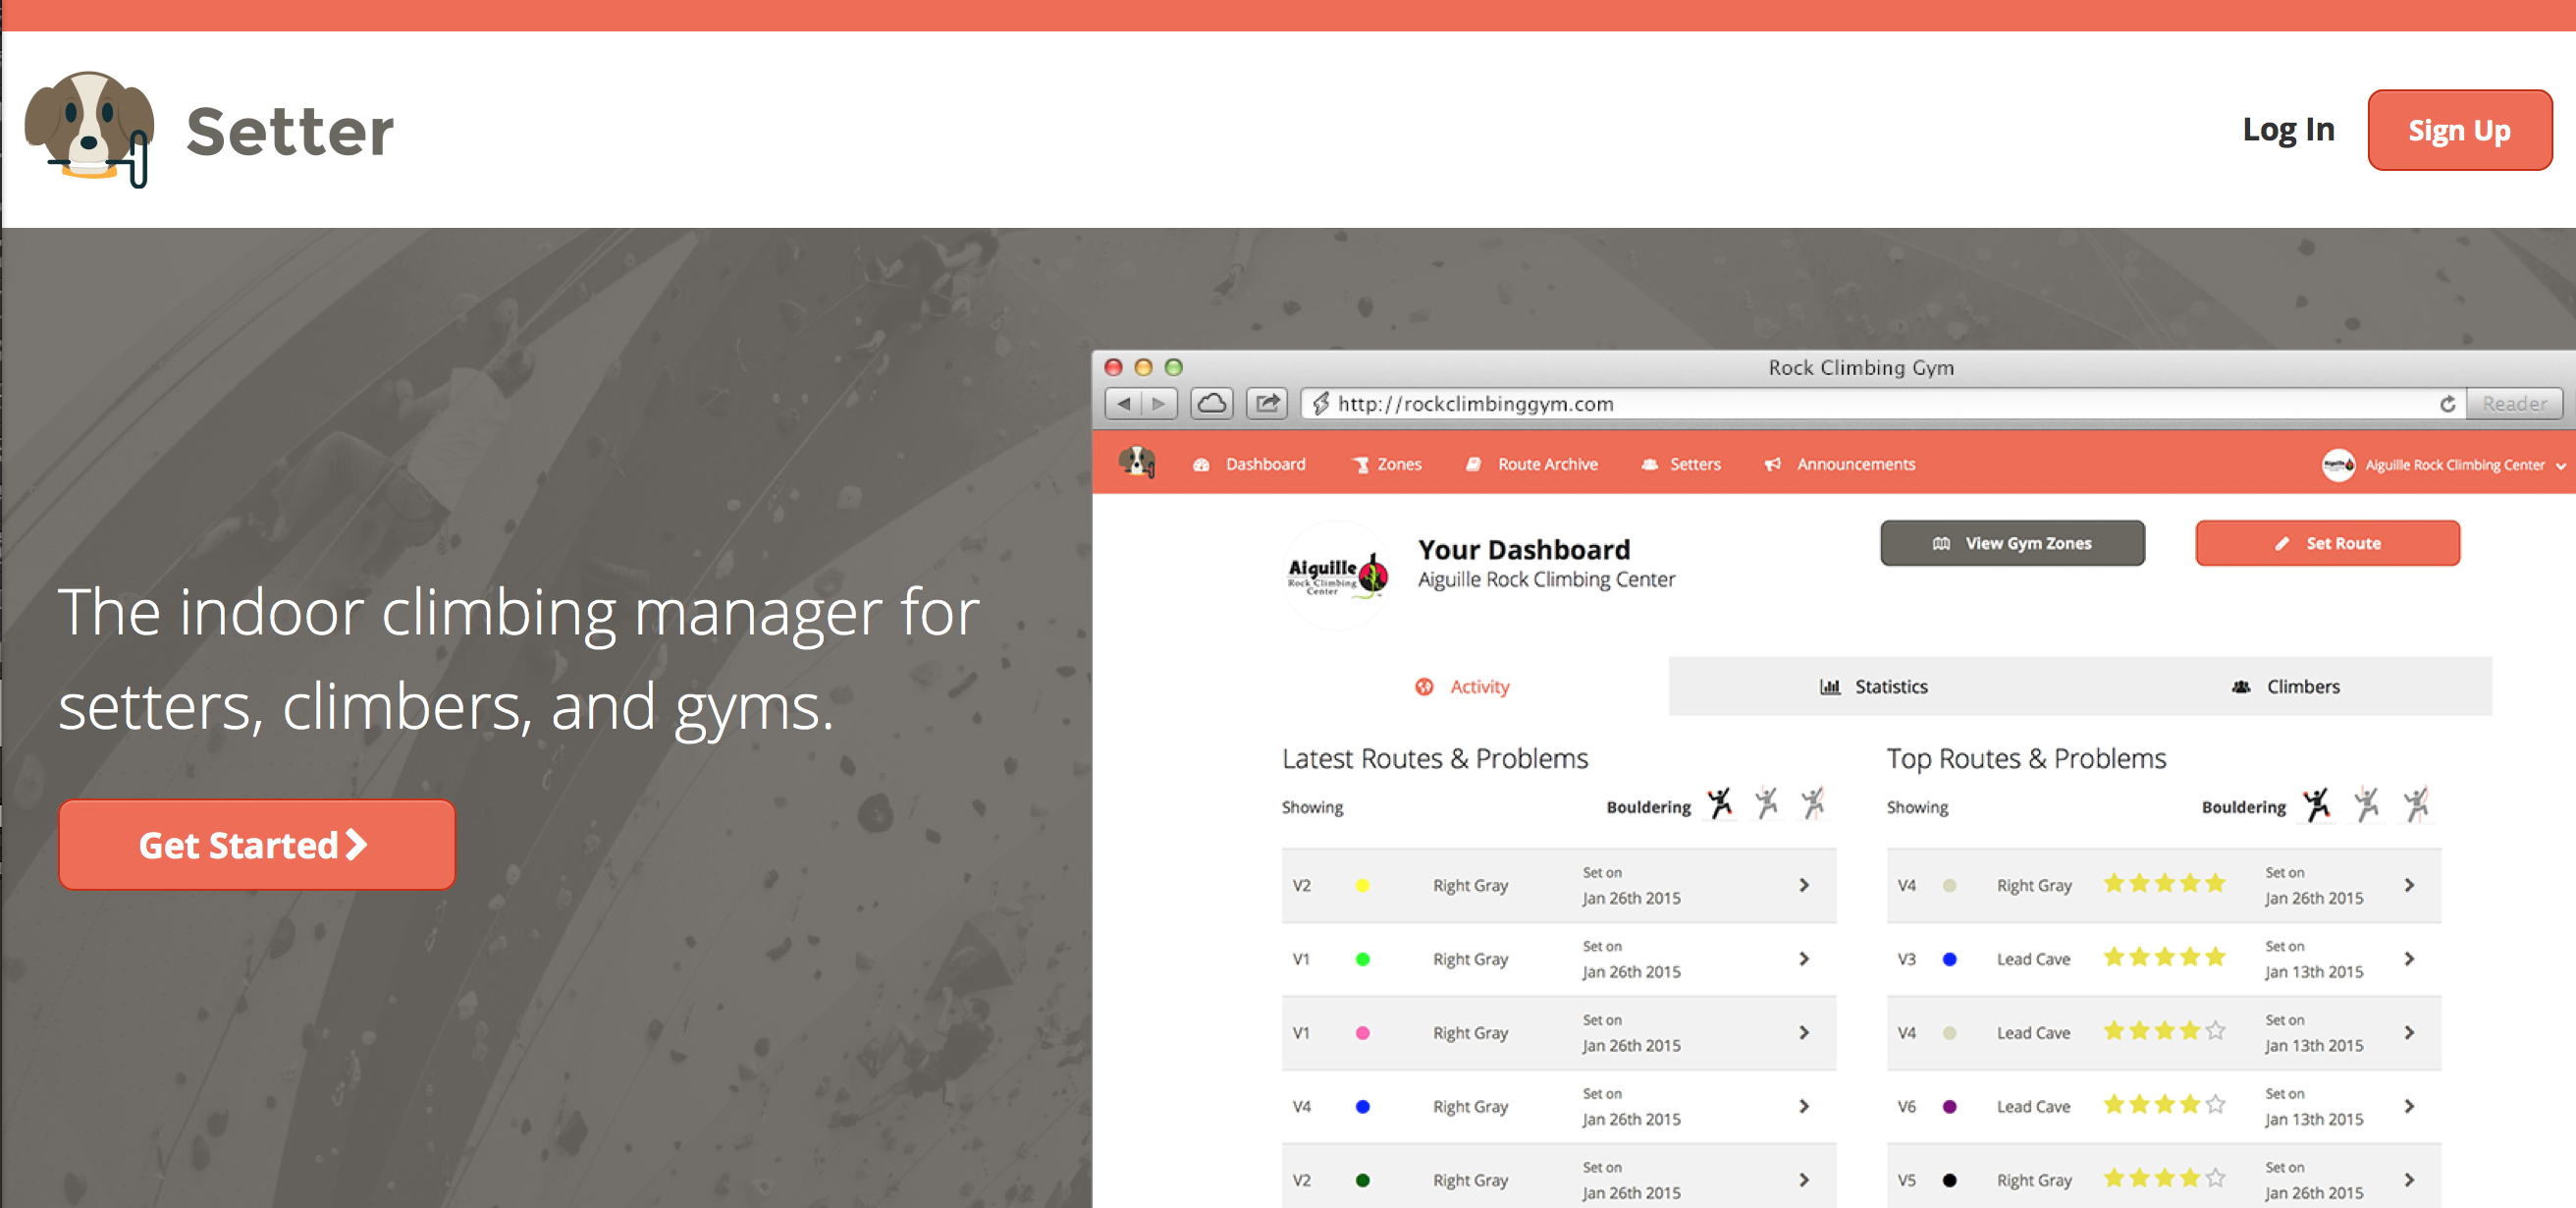 Setter
Log In
Sign Up
The indoor climbing manager for
setters, climbers, and gyms.
Get Started
Rock Climbing Gym
http://rockclimbinggym.com
Reader
Dashboard
Zones
Route Archive
Setters
Announcements
Aiguille Rock Climbing Center
Aiguille
Rock Climbing
Center
Your Dashboard
Aiguille Rock Climbing Center
View Gym Zones
Set Route
Activity
Statistics
Climbers
Latest Routes & Problems
Showing
Bouldering
V2 Right Gray Set on Jan 26th 2015
V1 Right Gray Set on Jan 26th 2015
V1 Right Gray Set on Jan 26th 2015
V4 Right Gray Set on Jan 26th 2015
V2 Right Gray Set on Jan 26th 2015
Top Routes & Problems
Showing
Bouldering
V4 Right Gray Set on Jan 26th 2015
V3 Lead Cave Set on Jan 13th 2015
V4 Lead Cave Set on Jan 13th 2015
V6 Lead Cave Set on Jan 13th 2015
V5 Right Gray Set on Jan 26th 2015